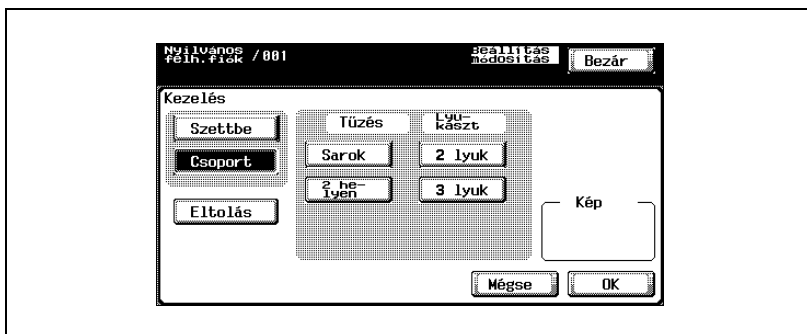 Nyilvános
félh.fiók /001
Beállítás
módosítás
Bezár
Kezelés
Szettbe
Csoport
Eltolás
Tűzés
Lyu-
kaszt
Sarok
2 lyuk
2 he-
lyen
3 lyuk
Kép
Mégse
OK